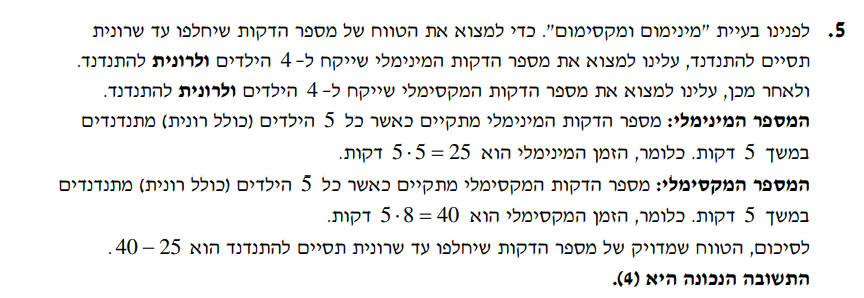 5. לפנינו בעיית "מינימום ומקסימום". כדי למצוא את הטווח של מספר הדקות שיחלפו עד שרונית
תסיים להתנדנד, עלינו למצוא את מספר הדקות המינימלי שייקח ל- 4 הילדים ולרונית להתנדנד.
ולאחר מכן, עלינו למצוא את מספר הדקות המקסימלי שייקח ל- 4 הילדים ולרונית להתנדנד.
המספר המינימלי: מספר הדקות המינימלי מתקיים כאשר כל 5 הילדים (כולל רונית) מתנדנדים
במשך 5 דקות. כלומר, הזמן המינימלי הוא 5·5 = 25 דקות.
המספר המקסימלי: מספר הדקות המקסימלי מתקיים כאשר כל 5 הילדים (כולל רונית) מתנדנדים
במשך 5 דקות. כלומר, הזמן המקסימלי הוא 5·8 = 40 דקות.
לסיכום, הטווח שמדויק של מספר הדקות שיחלפו עד שרונית תסיים להתנדנד הוא 25 – 40.
התשובה הנכונה היא (4).